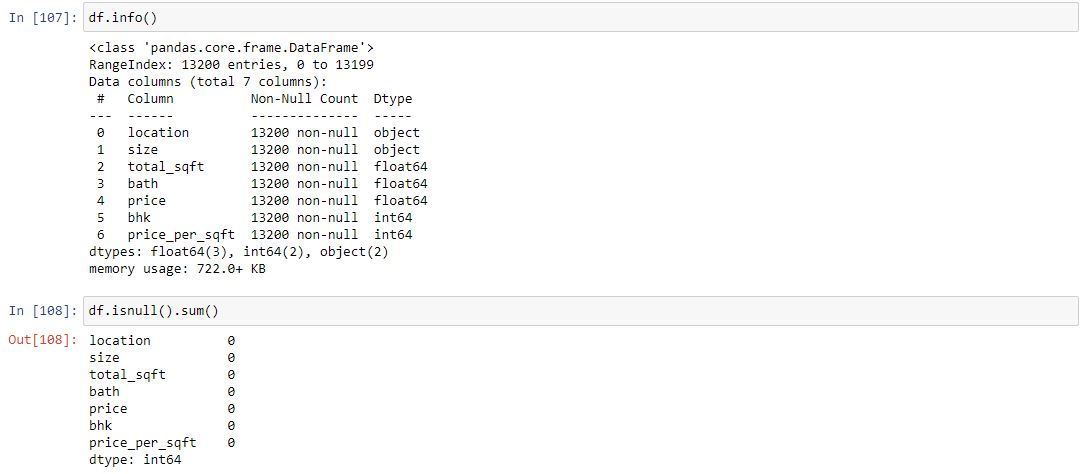 In [107]: df.info()
<class 'pandas.core.frame.DataFrame'>
RangeIndex: 13200 entries, 0 to 13199
Data columns (total 7 columns):
 #   Column          Non-Null Count  Dtype
---  ------          --------------  -----
 0   location        13200 non-null  object
 1   size            13200 non-null  object
 2   total_sqft      13200 non-null  float64
 3   bath            13200 non-null  float64
 4   price           13200 non-null  float64
 5   bhk             13200 non-null  int64
 6   price_per_sqft  13200 non-null  int64
dtypes: float64(3), int64(2), object(2)
memory usage: 722.0+ KB
In [108]: df.isnull().sum()
Out[108]: location          0
size              0
total_sqft        0
bath              0
price             0
bhk               0
price_per_sqft    0
dtype: int64